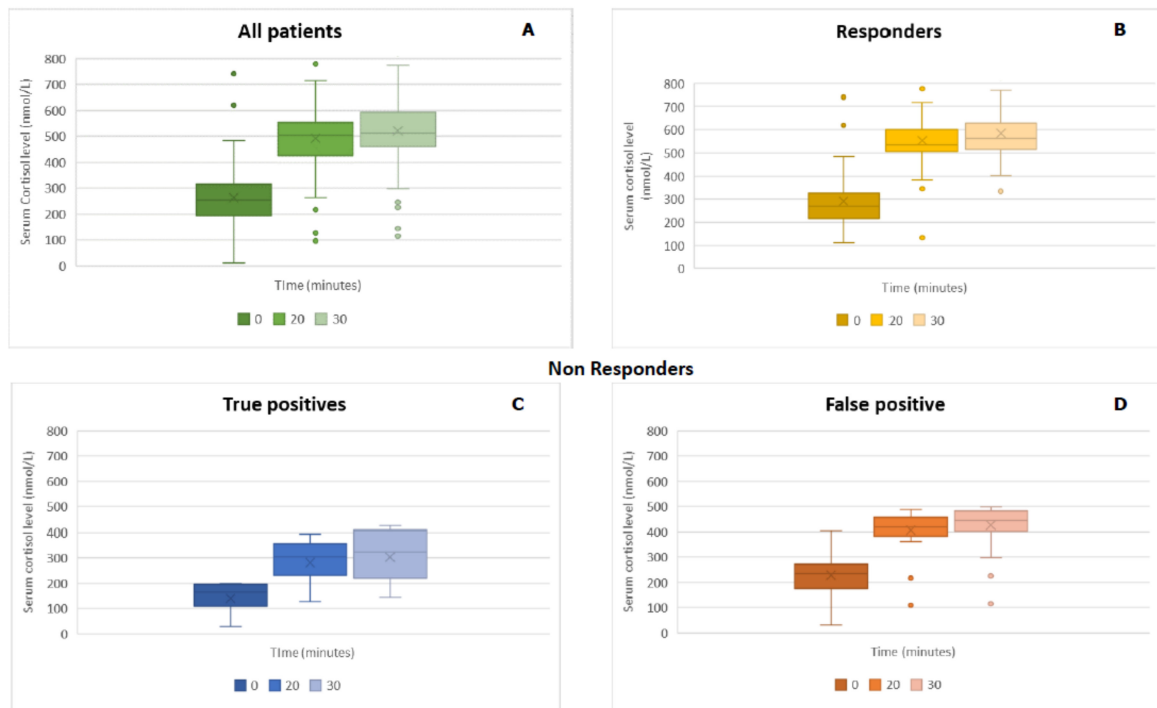 All patients
A
Serum Cortisol level (nmol/L)
800
700
600
500
400
300
200
100
0
TIme (minutes)
0 20 30
Responders
B
Serum cortisol level
(nmol/L)
800
700
600
500
400
300
200
100
0
Time (minutes)
0 20 30
Non Responders
True positives
C
Serum cortisol level (nmol/L)
800
700
600
500
400
300
200
100
0
TIme (minutes)
0 20 30
False positive
D
Serum cortisol level (nmol/L)
800
700
600
500
400
300
200
100
0
Time (minutes)
0 20 30